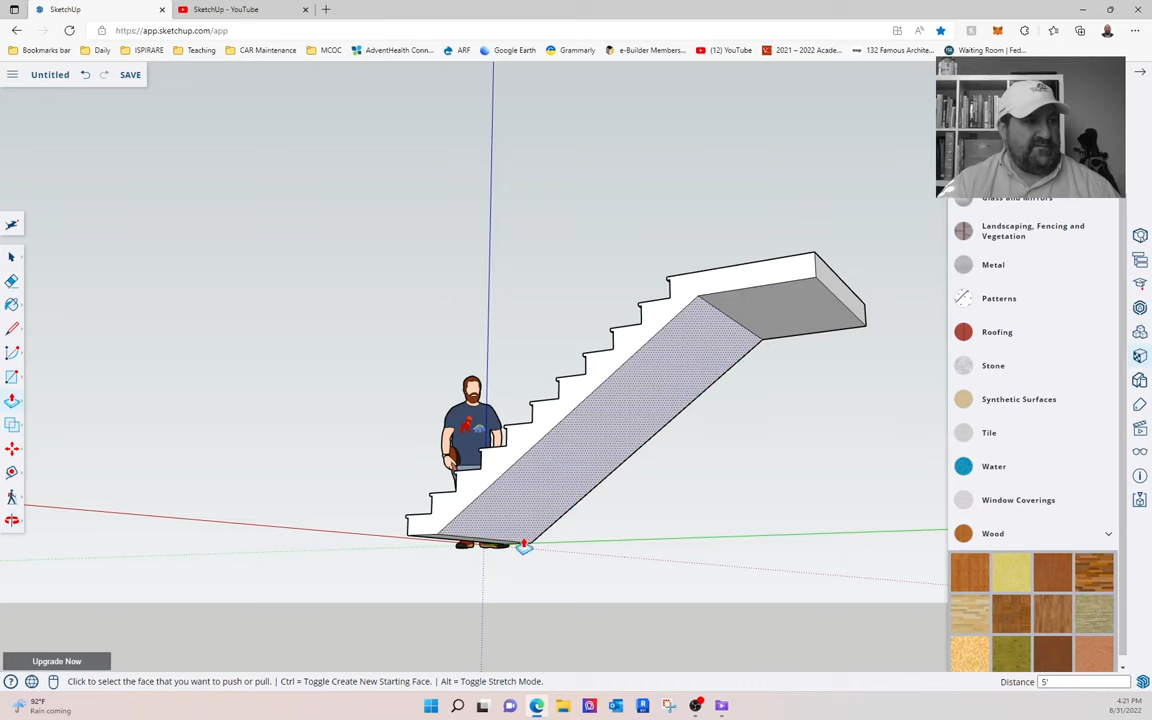 SketchUp
SketchUp - YouTube
https://app.sketchup.com/app
Bookmarks bar
Daily
ISPIRARE
Teaching
CAR Maintenance
MCOC
AdventHealth Conn...
ARF
Google Earth
Grammarly
e-Builder Members...
(12) YouTube
2021 – 2022 Acade...
132 Famous Archite...
Waiting Room | Fed...
Untitled
SAVE
Glass and Mirrors
Landscaping, Fencing and
Vegetation
Metal
Patterns
Roofing
Stone
Synthetic Surfaces
Tile
Water
Window Coverings
Wood
Upgrade Now
Click to select the face that you want to push or pull. | Ctrl = Toggle Create New Starting Face. | Alt = Toggle Stretch Mode.
Distance 5'
92°F
Rain coming
4:21 PM
8/31/2022